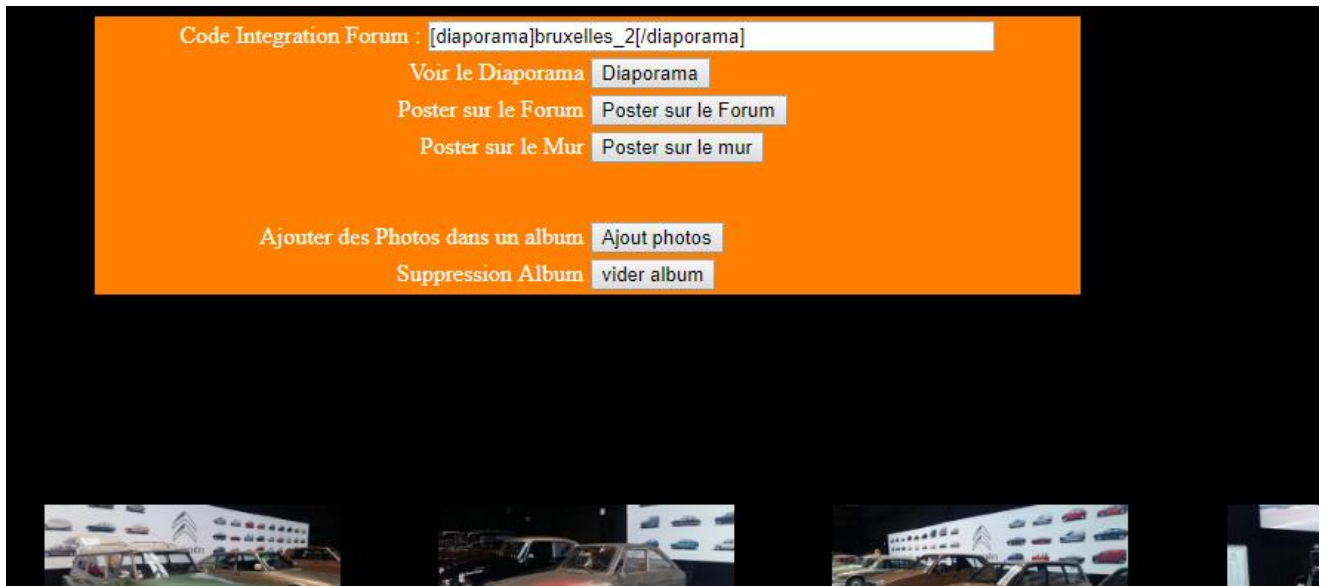 Code Integration Forum : [diaporama]bruxelles_2[/diaporama]
Voir le Diaporama Diaporama
Poster sur le Forum Poster sur le Forum
Poster sur le Mur Poster sur le mur
Ajouter des Photos dans un album Ajout photos
Suppression Album vider album